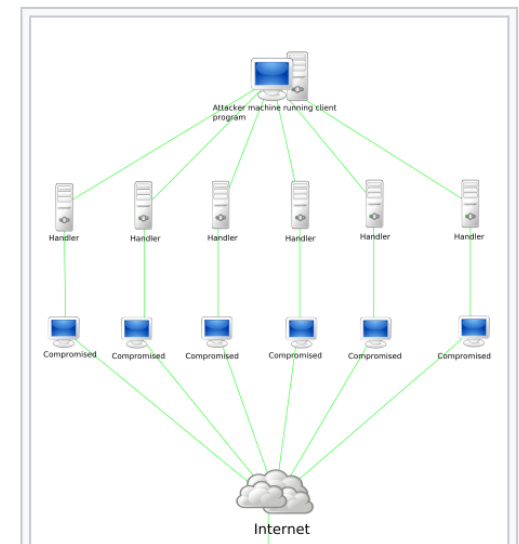 Attacker machine running client
program
Handler
Handler
Handler
Handler
Handler
Handler
Compromised
Compromised
Compromised
Compromised
Compromised
Compromised
Internet